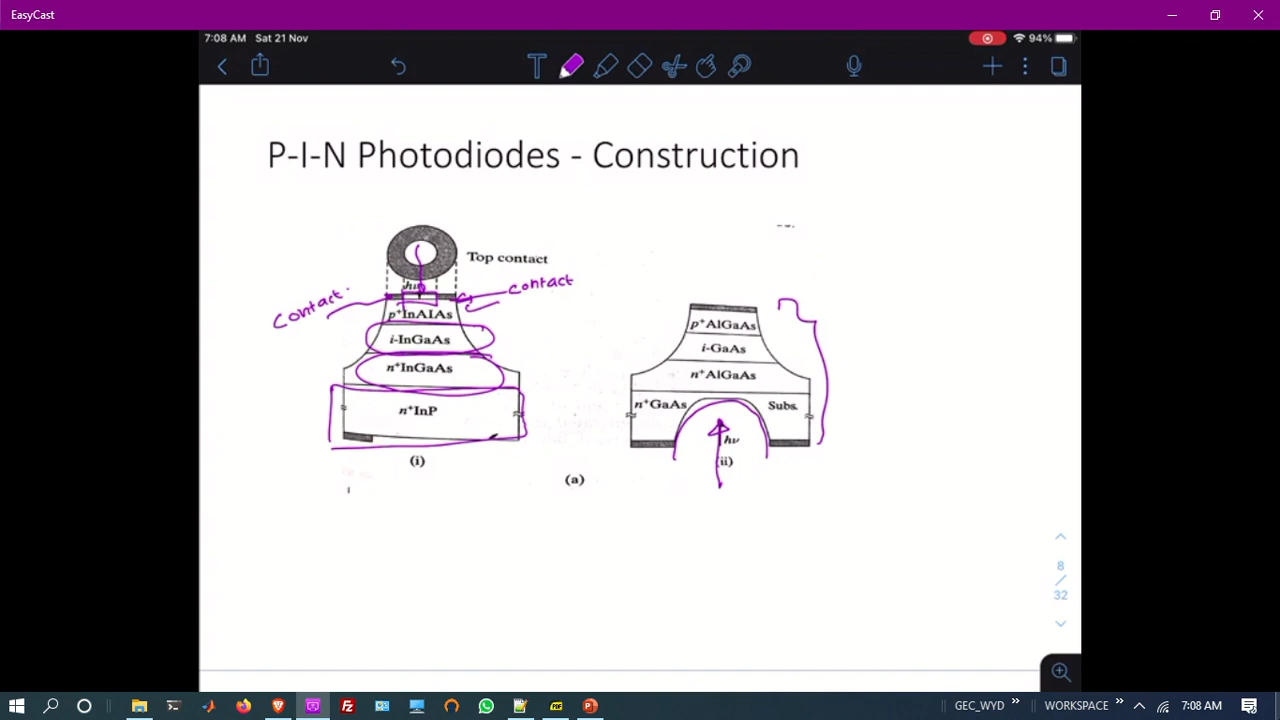 EasyCast
7:08 AM Sat 21 Nov
94%
P-I-N Photodiodes - Construction
Top contact
hν
Contact
contact
p⁺InAlAs
i-InGaAs
n⁺InGaAs
n⁺InP
(i)
p⁺AlGaAs
i-GaAs
n⁺AlGaAs
n⁺GaAs
Subs.
hν
(ii)
(a)
8
/
32
GEC_WYD »
WORKSPACE »
7:08 AM